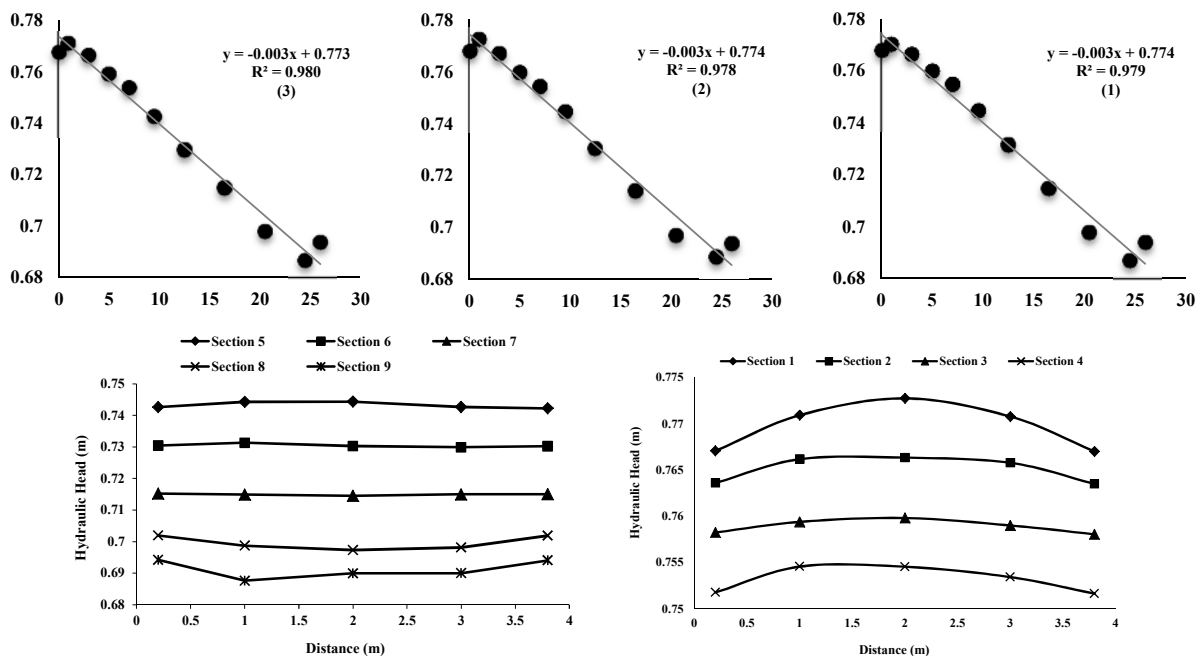 0.78
0.76
0.74
0.72
0.7
0.68
0 5 10 15 20 25 30
y = -0.003x + 0.773
R² = 0.980
(3)
0.78
0.76
0.74
0.72
0.7
0.68
0 5 10 15 20 25 30
y = -0.003x + 0.774
R² = 0.978
(2)
0.78
0.76
0.74
0.72
0.7
0.68
0 5 10 15 20 25 30
y = -0.003x + 0.774
R² = 0.979
(1)
Section 5 Section 6 Section 7
Section 8 Section 9
Hydraulic Head (m)
0.75
0.74
0.73
0.72
0.71
0.7
0.69
0.68
0 0.5 1 1.5 2 2.5 3 3.5 4
Distance (m)
Section 1 Section 2 Section 3 Section 4
Hydraulic Head (m)
0.775
0.77
0.765
0.76
0.755
0.75
0 0.5 1 1.5 2 2.5 3 3.5 4
Distance (m)